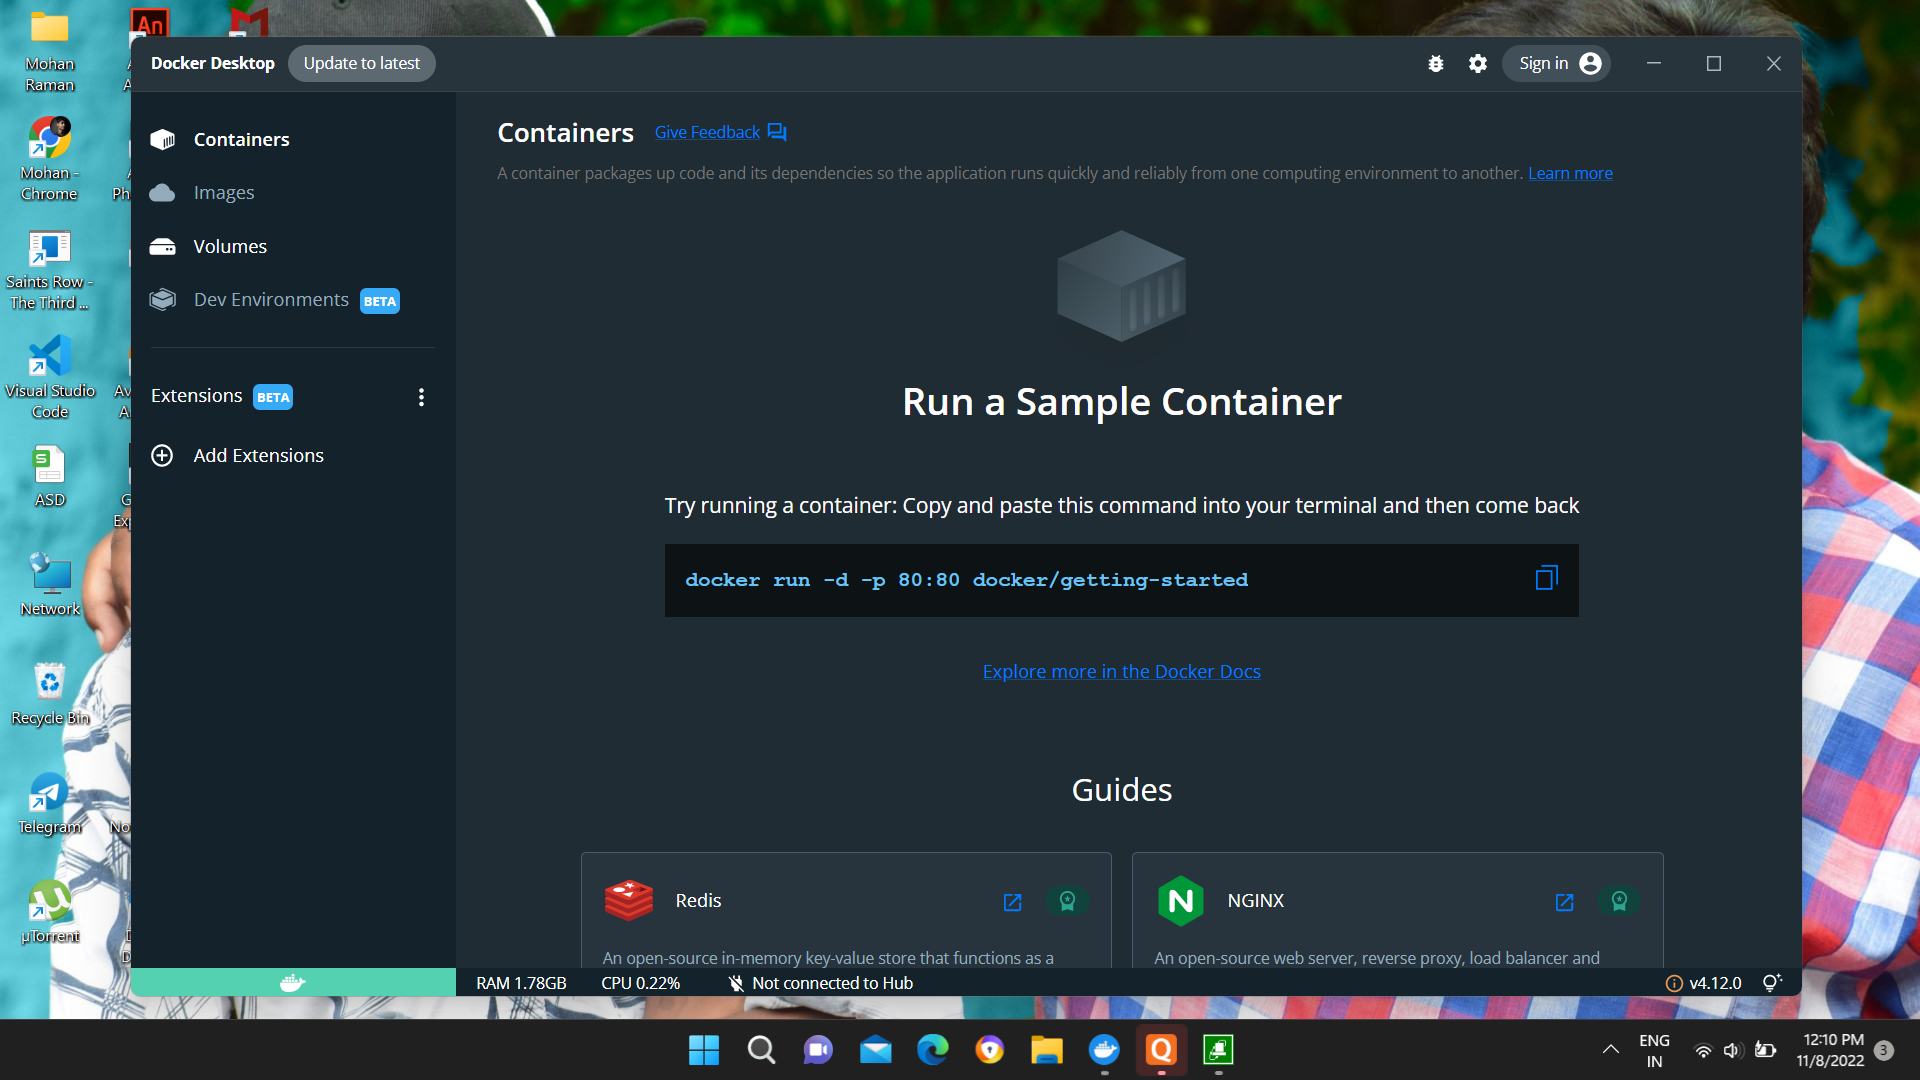 Mohan
Raman
Mohan -
Chrome
Saints Row -
The Third ...
Visual Studio
Code
ASD
Network
Recycle Bin
Telegram
µTorrent
An
Docker Desktop
Update to latest
Sign in
Containers
Images
Volumes
Dev Environments BETA
Extensions BETA
Add Extensions
Containers Give Feedback
A container packages up code and its dependencies so the application runs quickly and reliably from one computing environment to another. Learn more
Run a Sample Container
Try running a container: Copy and paste this command into your terminal and then come back
docker run -d -p 80:80 docker/getting-started
Explore more in the Docker Docs
Guides
Redis
An open-source in-memory key-value store that functions as a
NGINX
An open-source web server, reverse proxy, load balancer and
RAM 1.78GB CPU 0.22% Not connected to Hub
v4.12.0
ENG
IN
12:10 PM
11/8/2022
3